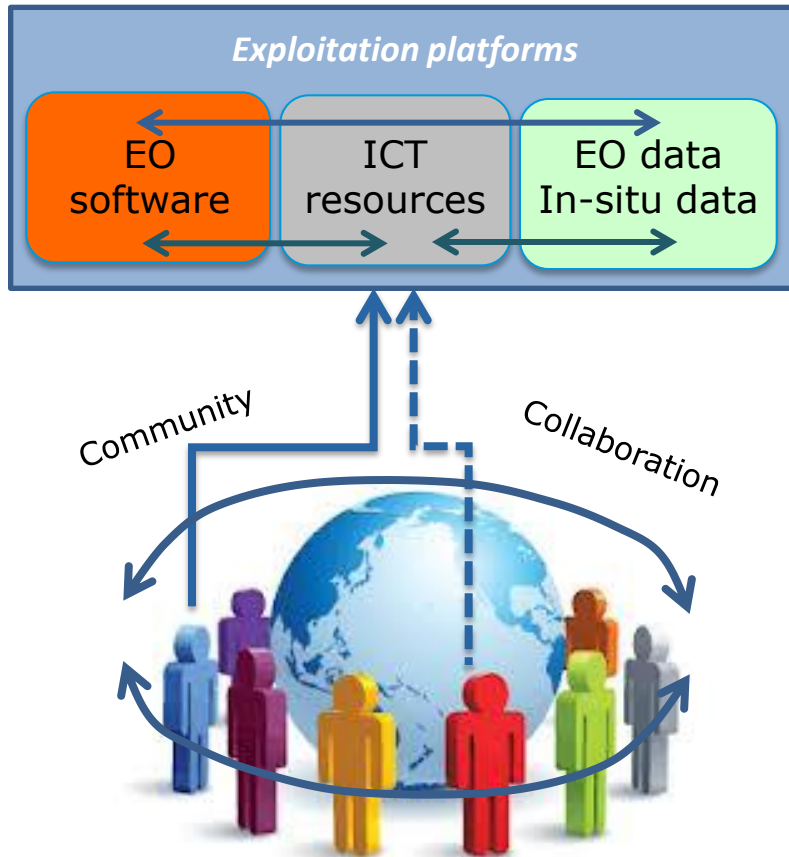 Exploitation platforms
EO
software
ICT
resources
EO data
In-situ data
Community
Collaboration